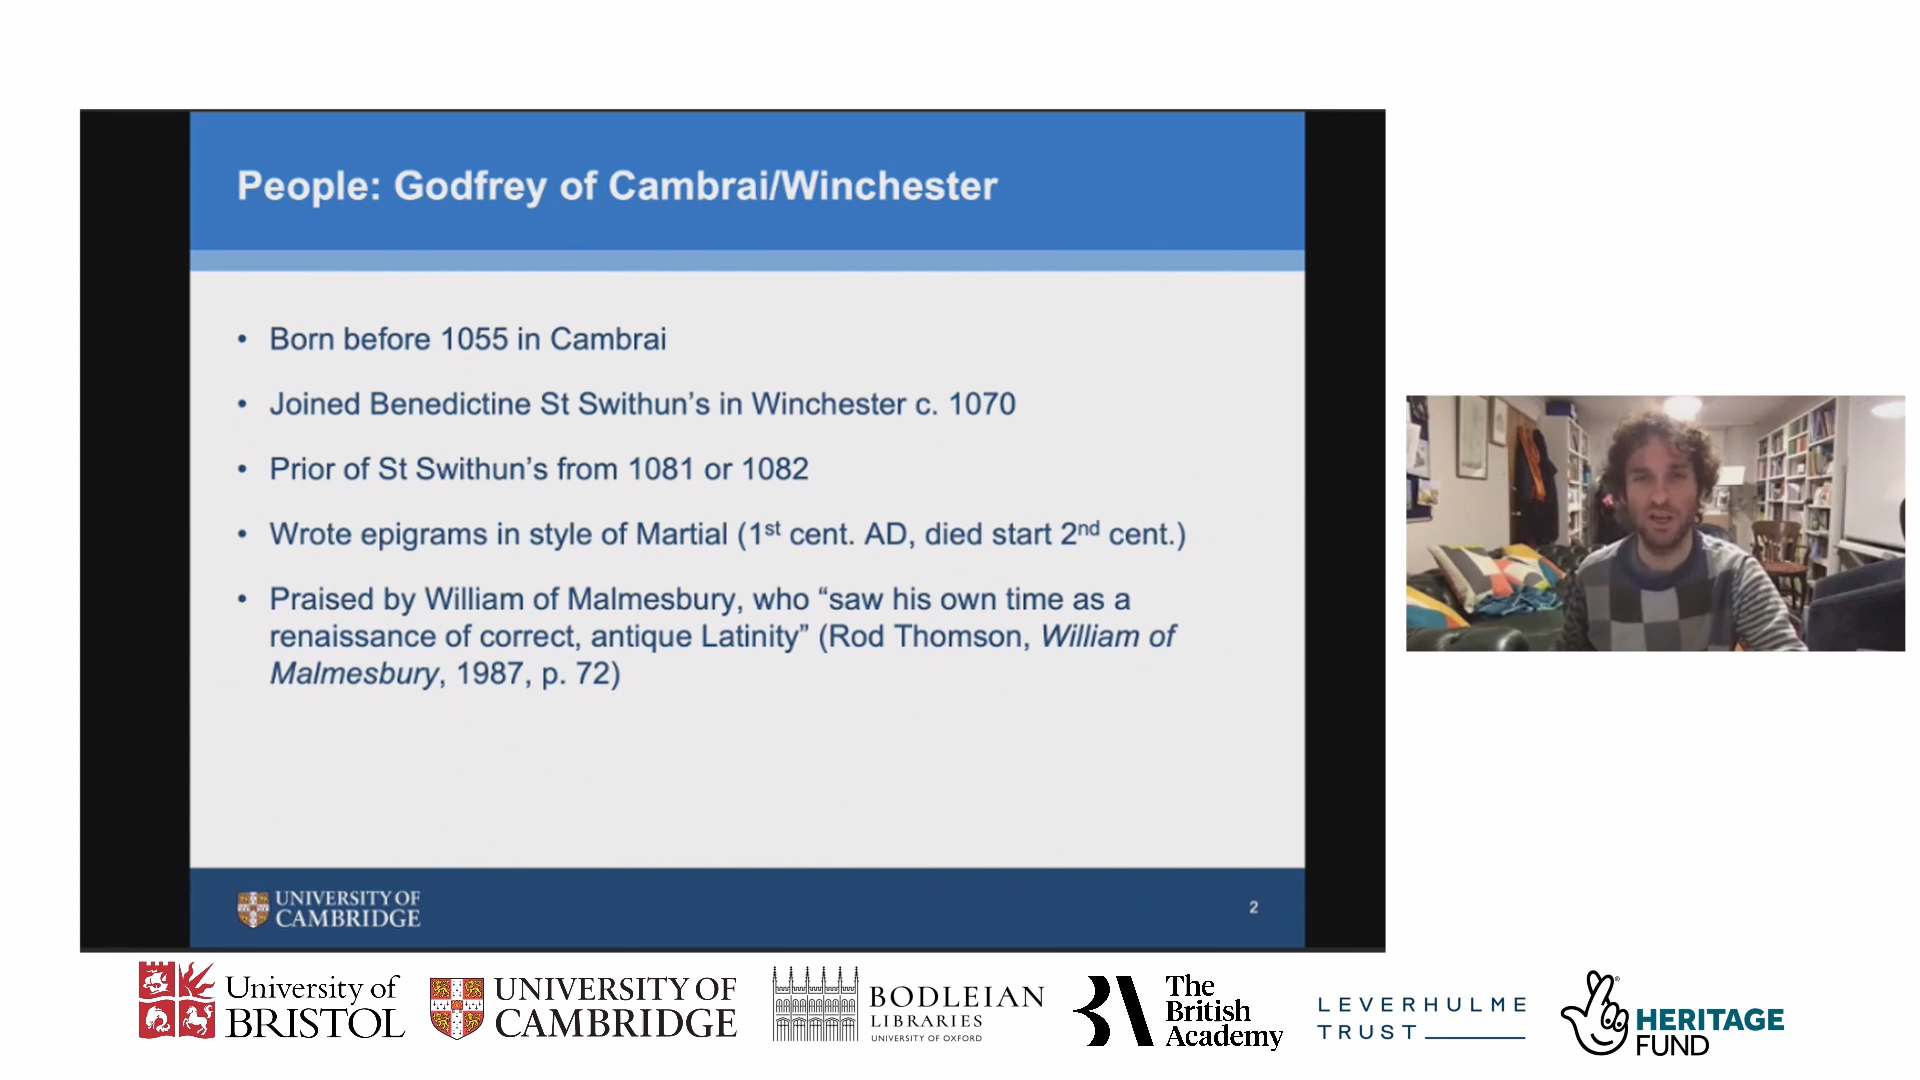 People: Godfrey of Cambrai/Winchester
• Born before 1055 in Cambrai
• Joined Benedictine St Swithun’s in Winchester c. 1070
• Prior of St Swithun’s from 1081 or 1082
• Wrote epigrams in style of Martial (1st cent. AD, died start 2nd cent.)
• Praised by William of Malmesbury, who “saw his own time as a
renaissance of correct, antique Latinity” (Rod Thomson, William of
Malmesbury, 1987, p. 72)
UNIVERSITY OF
CAMBRIDGE
2
University of
BRISTOL
UNIVERSITY OF
CAMBRIDGE
BODLEIAN
LIBRARIES
UNIVERSITY OF OXFORD
The
British
Academy
LEVERHULME
TRUST
HERITAGE
FUND